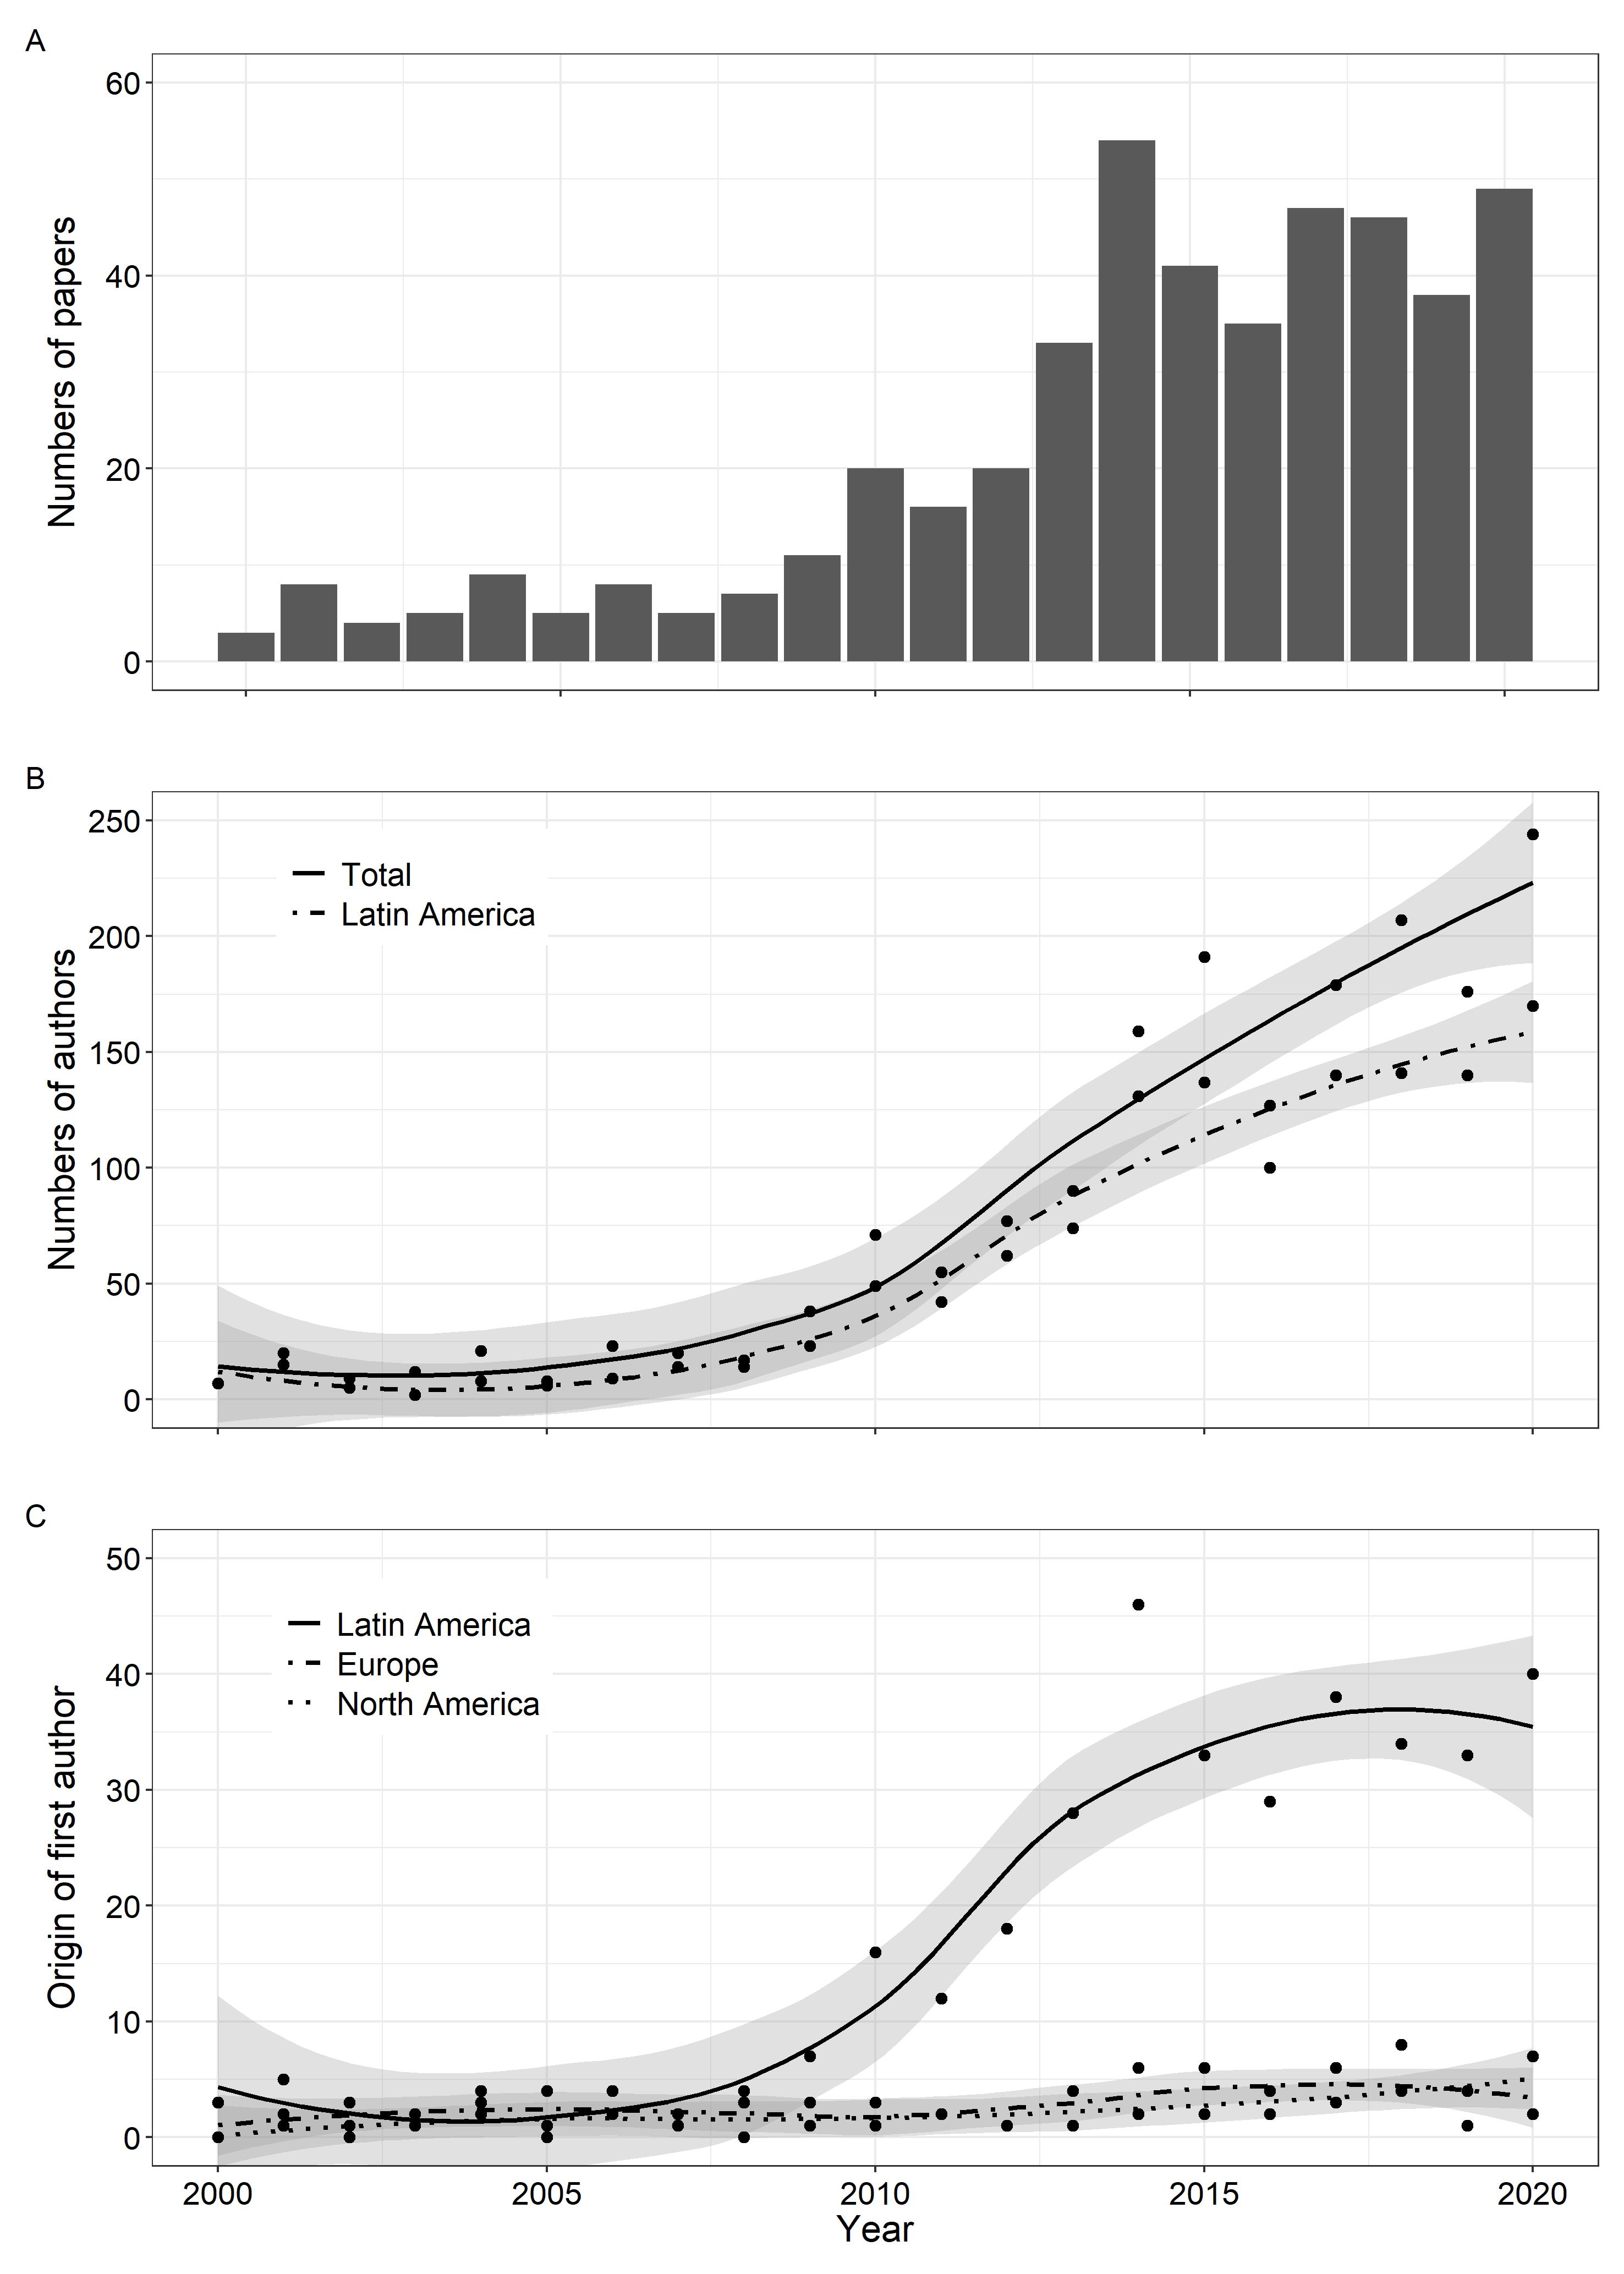 A
60
40
20
0
Numbers of papers
B
250
200
150
100
50
0
Numbers of authors
Total
Latin America
C
50
40
30
20
10
0
Origin of first author
Latin America
Europe
North America
2000 2005 2010 2015 2020
Year